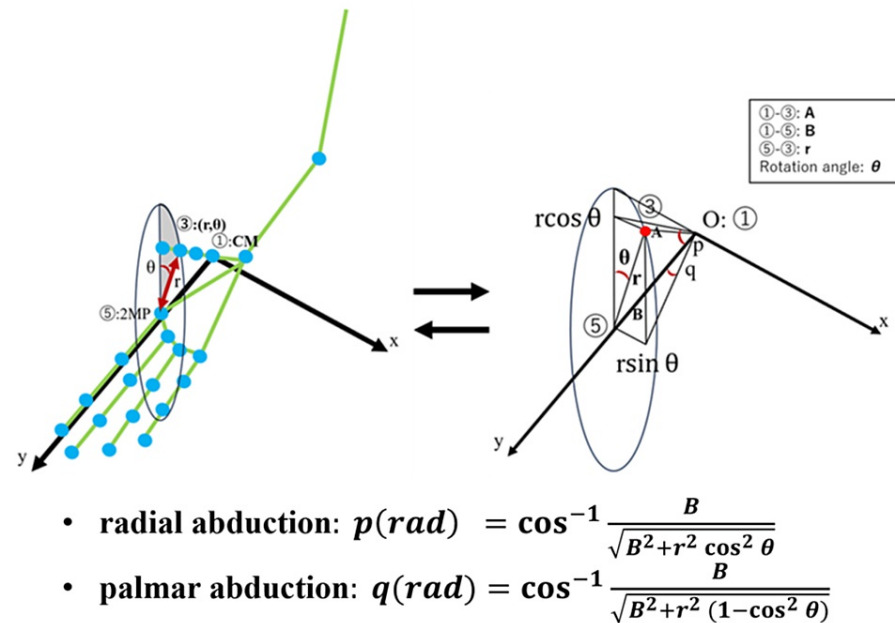 ③:(r,θ)
①:CM
θ
r
⑤:2MP
x
y
①-③: A
①-⑤: B
⑤-③: r
Rotation angle: θ
③
O: ①
rcos θ
A
p
θ
q
r
B
⑤
rsin θ
x
y
• radial abduction: p(rad) = cos⁻¹ B / √(B²+r² cos² θ)
• palmar abduction: q(rad) = cos⁻¹ B / √(B²+r² (1−cos² θ))